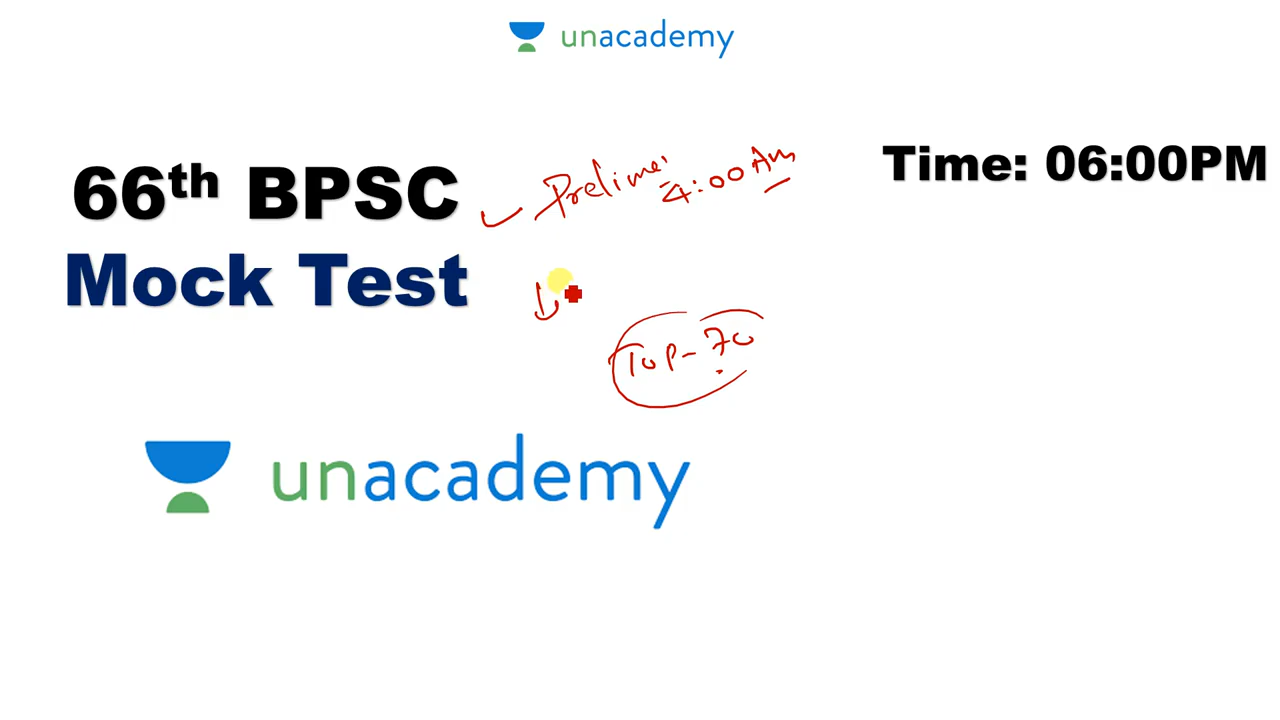 unacademy
66th BPSC
Mock Test
Time: 06:00PM
Prelims
4:00 Am
Top-70
unacademy